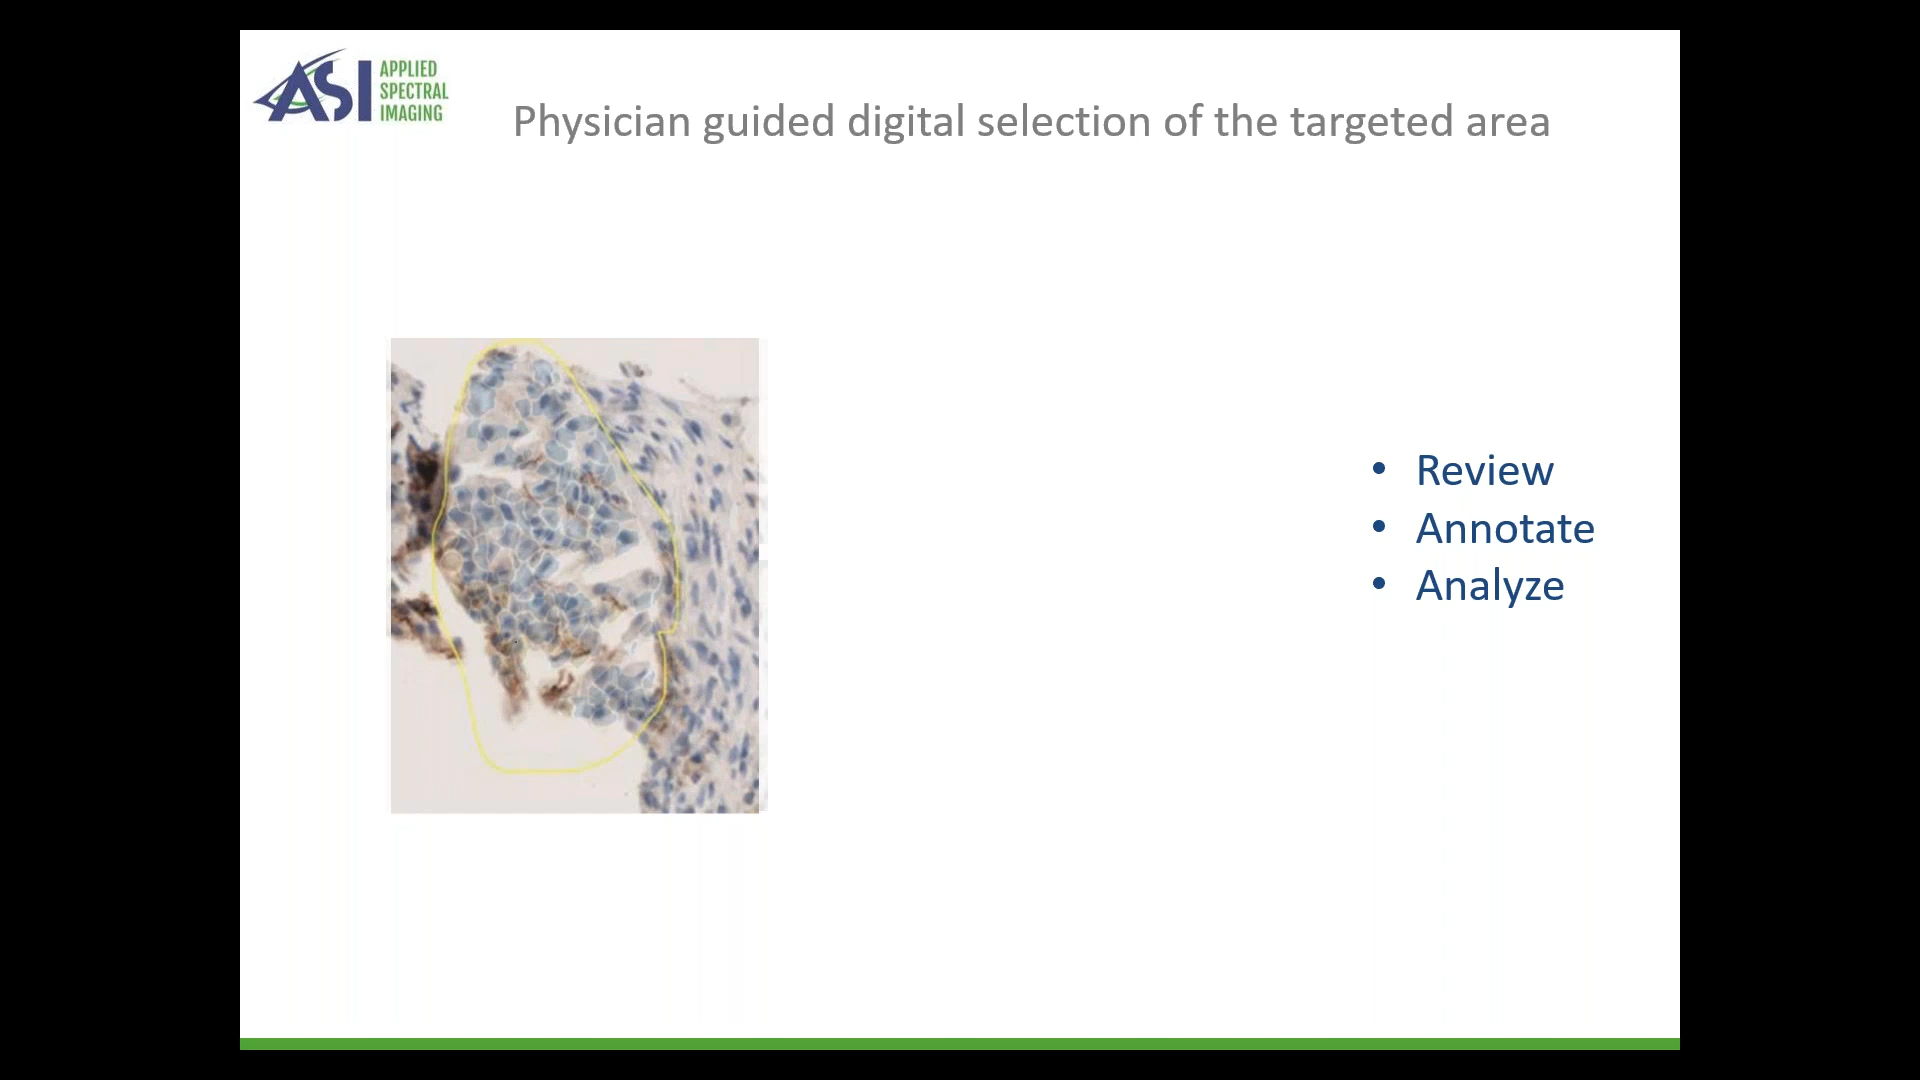 ASI APPLIED
SPECTRAL
IMAGING
Physician guided digital selection of the targeted area
• Review
• Annotate
• Analyze